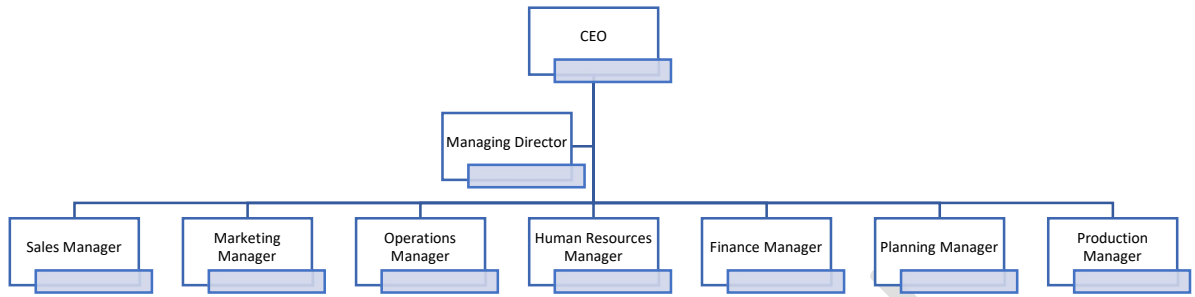 CEO
Managing Director
Sales Manager
Marketing
Manager
Operations
Manager
Human Resources
Manager
Finance Manager
Planning Manager
Production
Manager